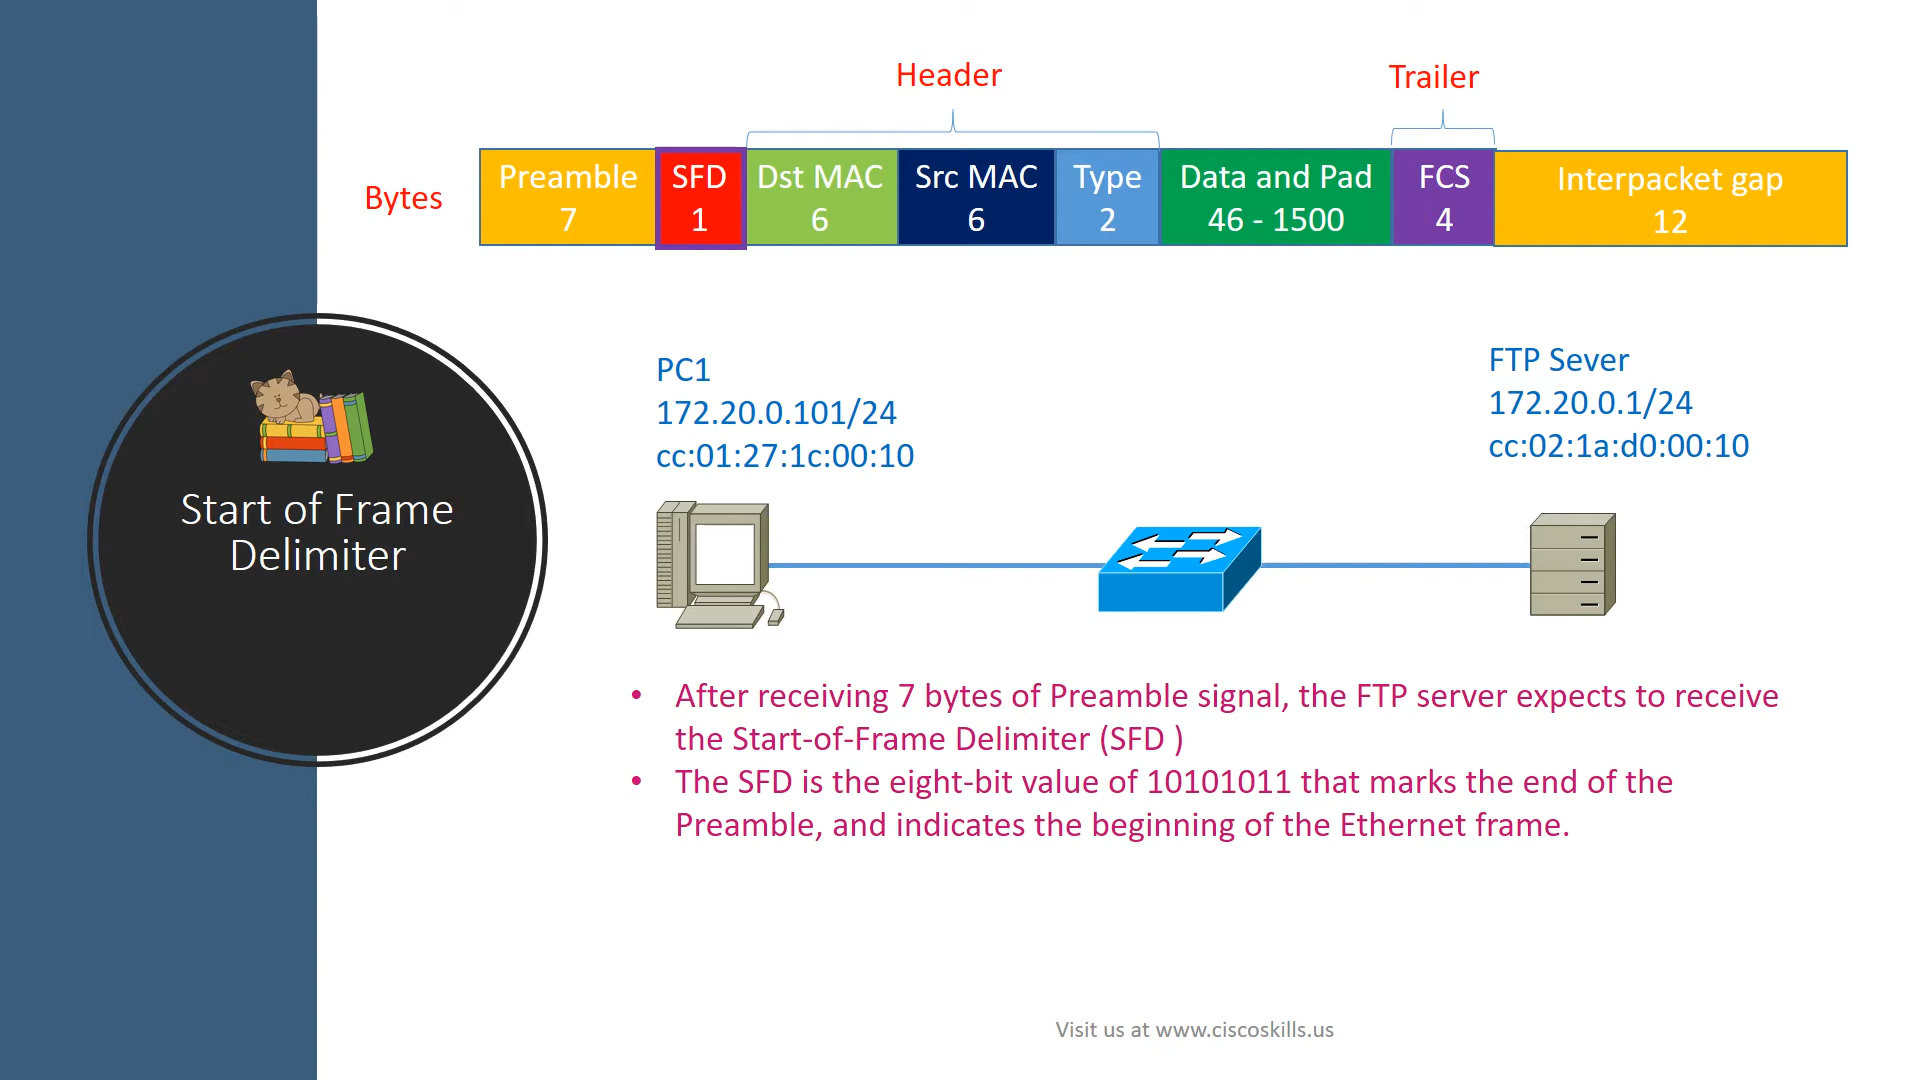 Header
Trailer
Bytes
Preamble
7
SFD
1
Dst MAC
6
Src MAC
6
Type
2
Data and Pad
46 - 1500
FCS
4
Interpacket gap
12
Start of Frame
Delimiter
PC1
172.20.0.101/24
cc:01:27:1c:00:10
FTP Sever
172.20.0.1/24
cc:02:1a:d0:00:10
• After receiving 7 bytes of Preamble signal, the FTP server expects to receive
the Start-of-Frame Delimiter (SFD )
• The SFD is the eight-bit value of 10101011 that marks the end of the
Preamble, and indicates the beginning of the Ethernet frame.
Visit us at www.ciscoskills.us